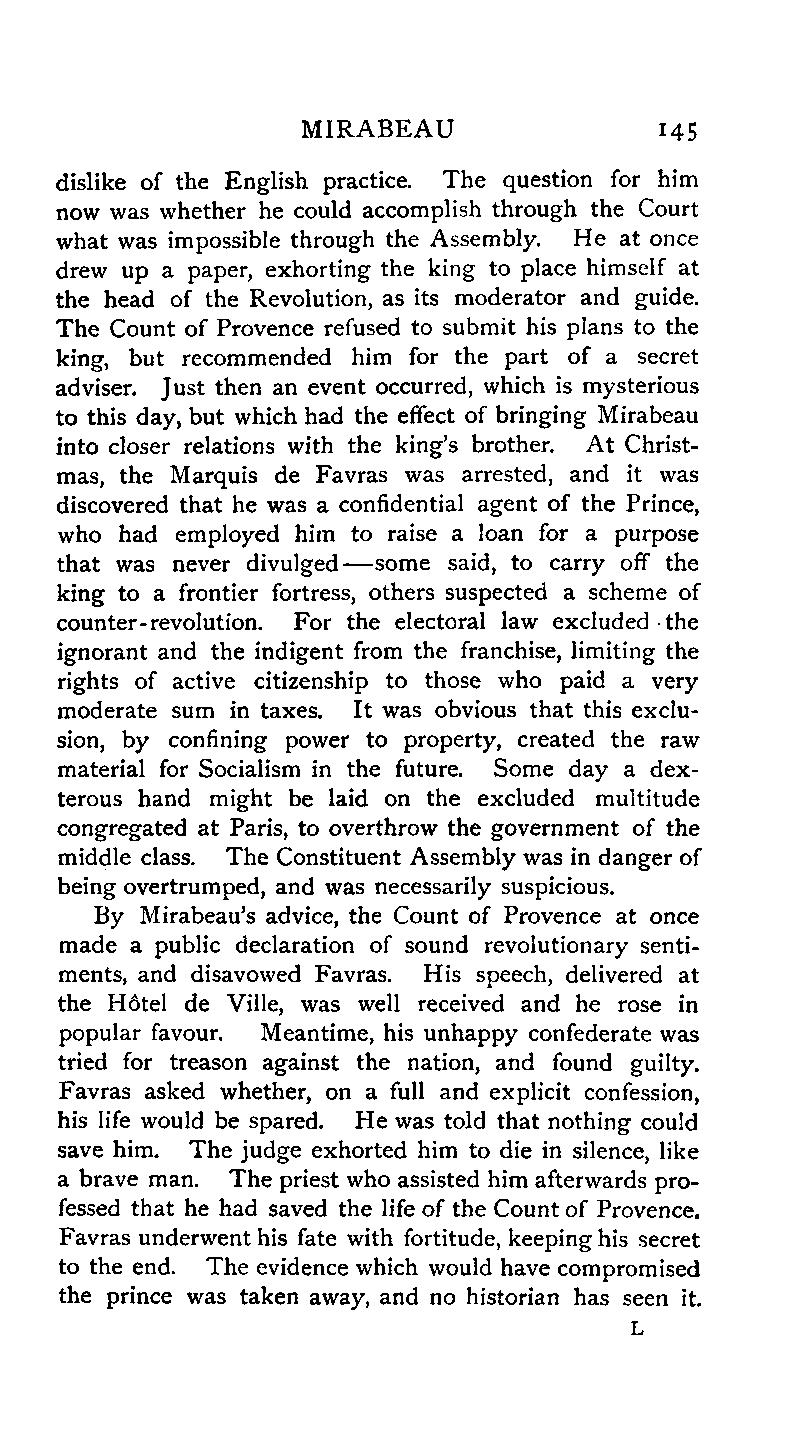 MIRABEAU 145
dislike of the English practice. The question for him
now was whether he could accomplish through the Court
what was impossible through the Assembly. He at once
drew up a paper, exhorting the king to place himself at
the head of the Revolution, as its moderator and guide.
The Count of Provence refused to submit his plans to the
king, but recommended him for the part of a secret
adviser. Just then an event occurred, which is mysterious
to this day, but which had the effect of bringing Mirabeau
into closer relations with the king's brother. At Christ-
mas, the Marquis de Favras was arrested, and it was
discovered that he was a confidential agent of the Prince,
who had employed him to raise a loan for a purpose
that was never divulged—some said, to carry off the
king to a frontier fortress, others suspected a scheme of
counter-revolution. For the electoral law excluded the
ignorant and the indigent from the franchise, limiting the
rights of active citizenship to those who paid a very
moderate sum in taxes. It was obvious that this exclu-
sion, by confining power to property, created the raw
material for Socialism in the future. Some day a dex-
terous hand might be laid on the excluded multitude
congregated at Paris, to overthrow the government of the
middle class. The Constituent Assembly was in danger of
being overtrumped, and was necessarily suspicious.
By Mirabeau's advice, the Count of Provence at once
made a public declaration of sound revolutionary senti-
ments, and disavowed Favras. His speech, delivered at
the Hôtel de Ville, was well received and he rose in
popular favour. Meantime, his unhappy confederate was
tried for treason against the nation, and found guilty.
Favras asked whether, on a full and explicit confession,
his life would be spared. He was told that nothing could
save him. The judge exhorted him to die in silence, like
a brave man. The priest who assisted him afterwards pro-
fessed that he had saved the life of the Count of Provence.
Favras underwent his fate with fortitude, keeping his secret
to the end. The evidence which would have compromised
the prince was taken away, and no historian has seen it.
L